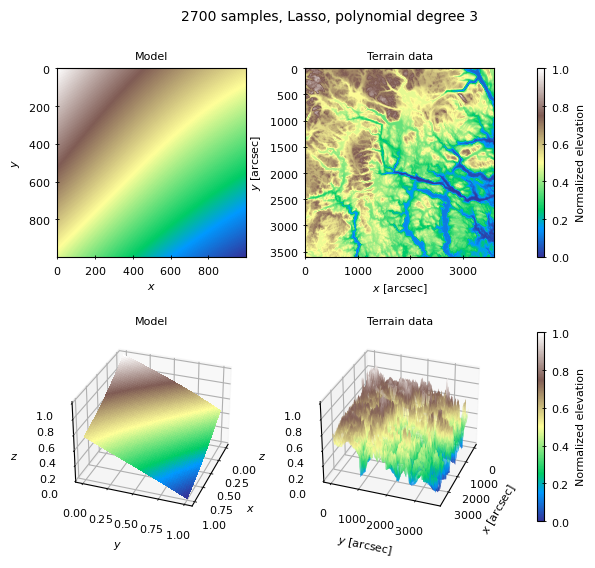 2700 samples, Lasso, polynomial degree 3
Model
0
200
400
600
800
y
0 200 400 600 800
x
Terrain data
0
500
1000
1500
2000
2500
3000
3500
y [arcsec]
0 1000 2000 3000
x [arcsec]
1.0
0.8
0.6
0.4
0.2
0.0
Normalized elevation
Model
1.0
0.8
0.6
0.4
0.2
0.0
z
0.00 0.25 0.50 0.75 1.00
y
0.00
0.25
0.50
0.75
1.00
x
Terrain data
1.0
0.8
0.6
0.4
0.2
0.0
z
0 1000 2000 3000
y [arcsec]
0
1000
2000
3000
x [arcsec]
1.0
0.8
0.6
0.4
0.2
0.0
Normalized elevation